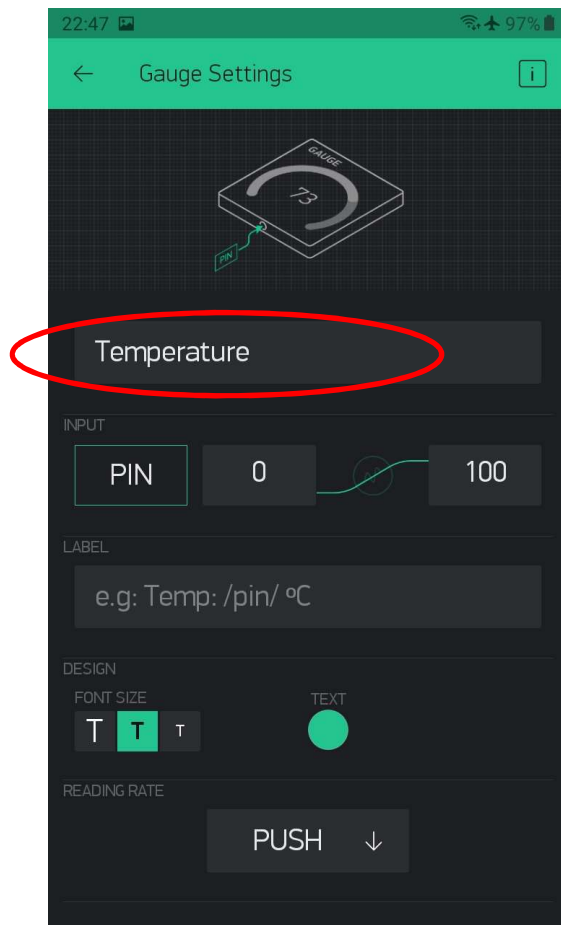 22:47 97%
Gauge Settings i
GAUGE
73
PIN
Temperature
INPUT
PIN 0 100
LABEL
e.g: Temp: /pin/ ºC
DESIGN
FONT SIZE TEXT
T T T
READING RATE
PUSH ↓